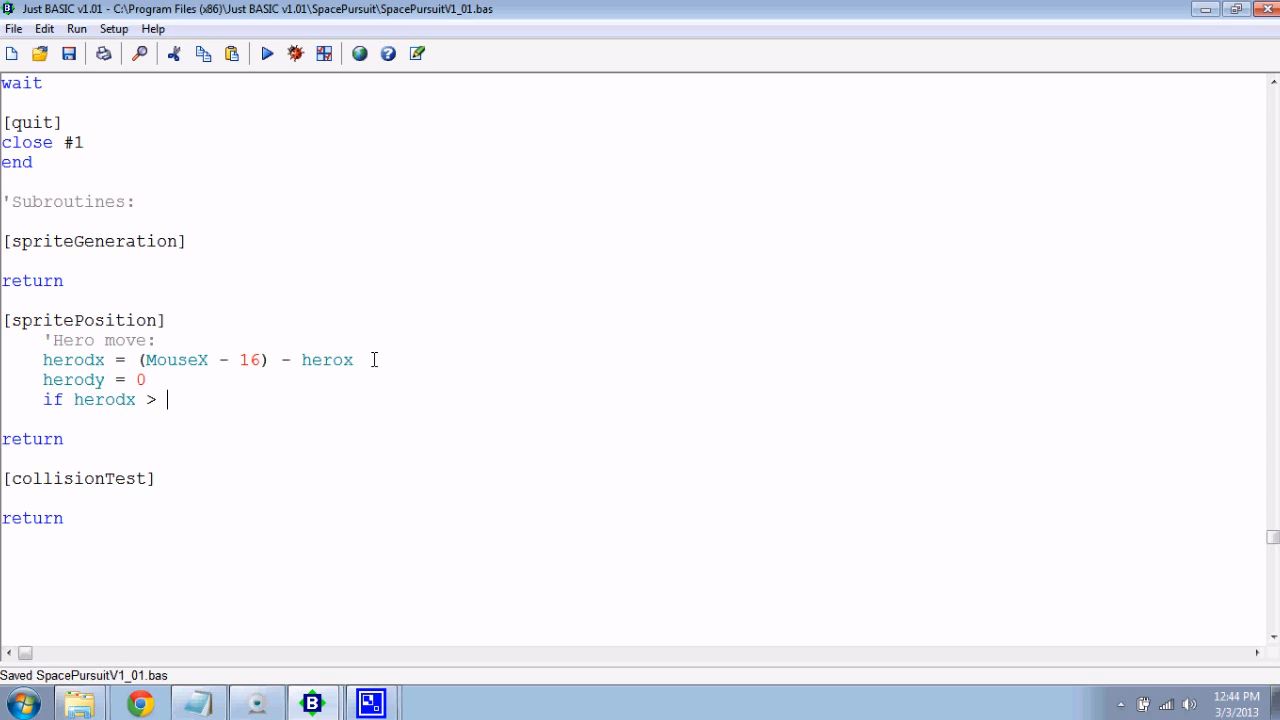 Just BASIC v1.01 - C:\Program Files (x86)\Just BASIC v1.01\SpacePursuit\SpacePursuitV1_01.bas
File Edit Run Setup Help
wait
[quit]
close #1
end
'Subroutines:
[spriteGeneration]
return
[spritePosition]
'Hero move:
herodx = (MouseX - 16) - herox
herody = 0
if herodx >
return
[collisionTest]
return
Saved SpacePursuitV1_01.bas
12:44 PM
3/3/2013